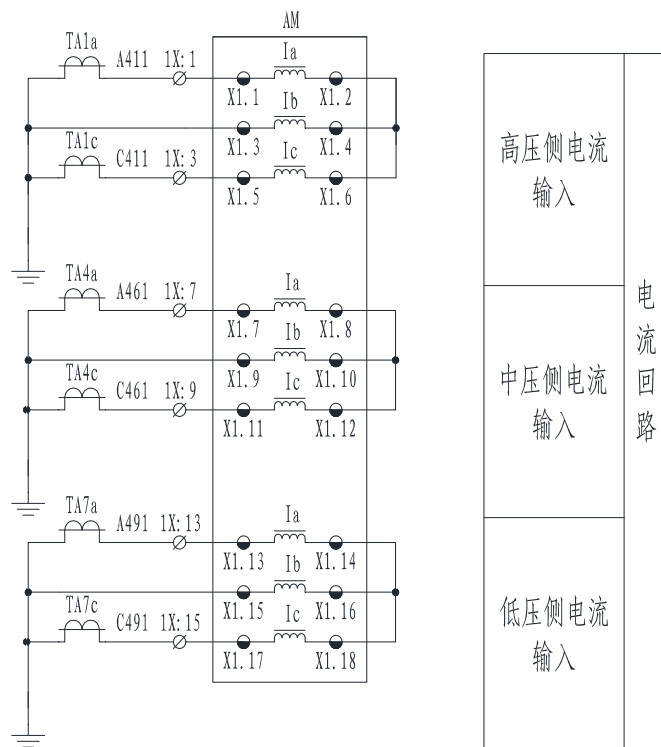 AM
TA1a A411 1X:1 Ia
X1.1 X1.2
Ib
TA1c C411 1X:3 X1.3 X1.4
Ic
X1.5 X1.6
高压侧电流
输入
TA4a A461 1X:7 Ia
X1.7 X1.8
Ib
TA4c C461 1X:9 X1.9 X1.10
Ic
X1.11 X1.12
中压侧电流
输入
TA7a A491 1X:13 Ia
X1.13 X1.14
Ib
TA7c C491 1X:15 X1.15 X1.16
Ic
X1.17 X1.18
低压侧电流
输入
电
流
回
路